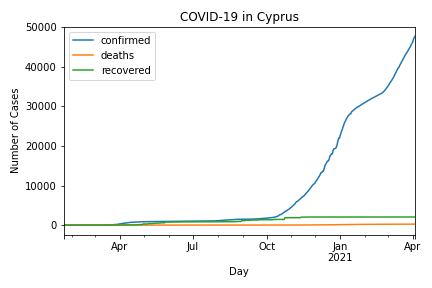 COVID-19 in Cyprus
50000
40000
30000
20000
10000
0
Number of Cases
confirmed
deaths
recovered
Apr
Jul
Oct
Jan
2021
Apr
Day